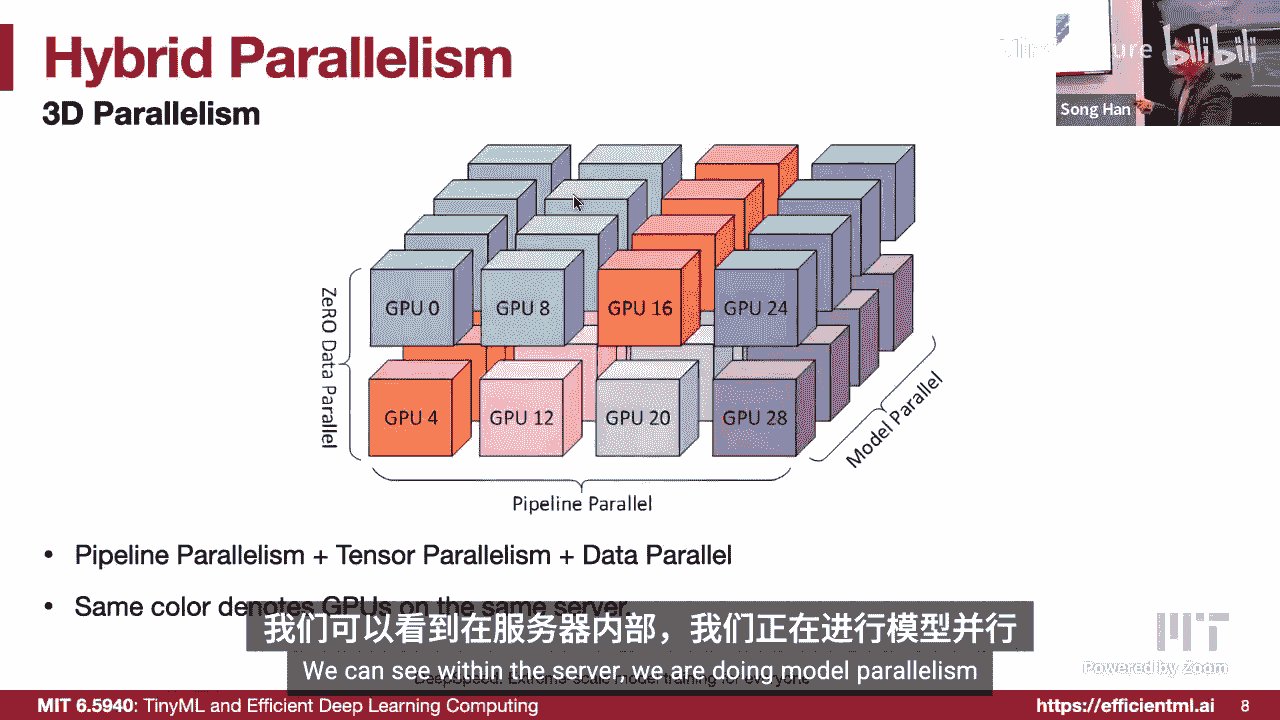 Hybrid Parallelism
3D Parallelism
bilibili
Song Han
GPU 0
GPU 8
GPU 16
GPU 24
ZeRO Data Parallel
GPU 4
GPU 12
GPU 20
GPU 28
Model Parallel
Pipeline Parallel
• Pipeline Parallelism + Tensor Parallelism + Data Parallel
• Same color denotes GPUs on the same server.
我们可以看到在服务器内部，我们正在进行模型并行
We can see within the server, we are doing model parallelism
MIT
Powered by Zoom
MIT 6.5940: TinyML and Efficient Deep Learning Computing
https://efficientml.ai
8